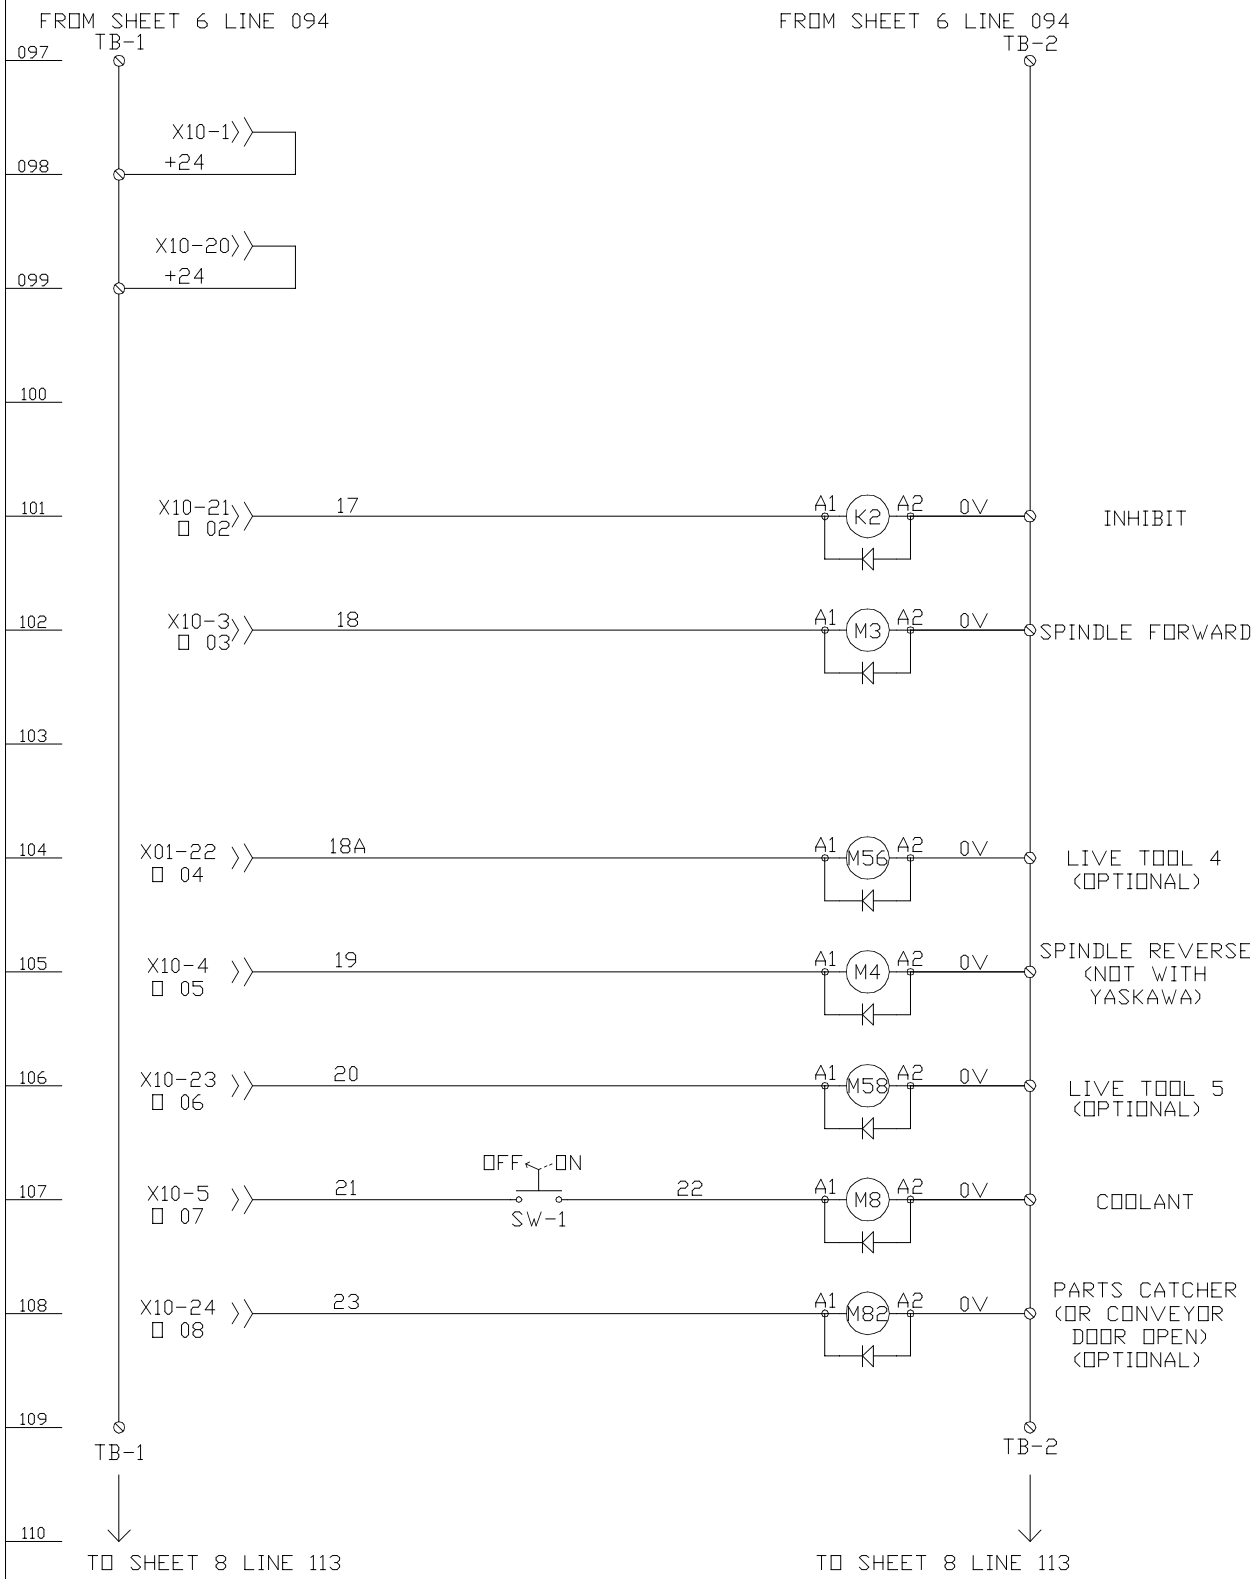 FROM SHEET 6 LINE 094
FROM SHEET 6 LINE 094
TB-1
TB-2
097
X10-1
+24
098
X10-20
+24
099
100
101
X10-21
O 02
17
A1
K2
A2
0V
INHIBIT
102
X10-3
O 03
18
A1
M3
A2
0V
SPINDLE FORWARD
103
104
X01-22
O 04
18A
A1
M56
A2
0V
LIVE TOOL 4
(OPTIONAL)
105
X10-4
O 05
19
A1
M4
A2
0V
SPINDLE REVERSE
(NOT WITH
YASKAWA)
106
X10-23
O 06
20
A1
M58
A2
0V
LIVE TOOL 5
(OPTIONAL)
107
X10-5
O 07
21
OFF
ON
SW-1
22
A1
M8
A2
0V
COOLANT
108
X10-24
O 08
23
A1
M82
A2
0V
PARTS CATCHER
(OR CONVEYOR
DOOR OPEN)
(OPTIONAL)
109
TB-1
TB-2
110
TO SHEET 8 LINE 113
TO SHEET 8 LINE 113